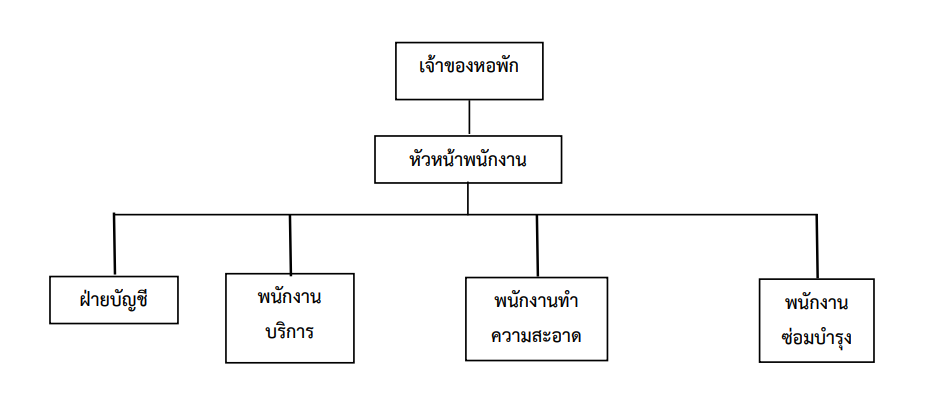 เจ้าของหอพัก
หัวหน้าพนักงาน
ฝ่ายบัญชี
พนักงาน
บริการ
พนักงานทำ
ความสะอาด
พนักงาน
ซ่อมบำรุง